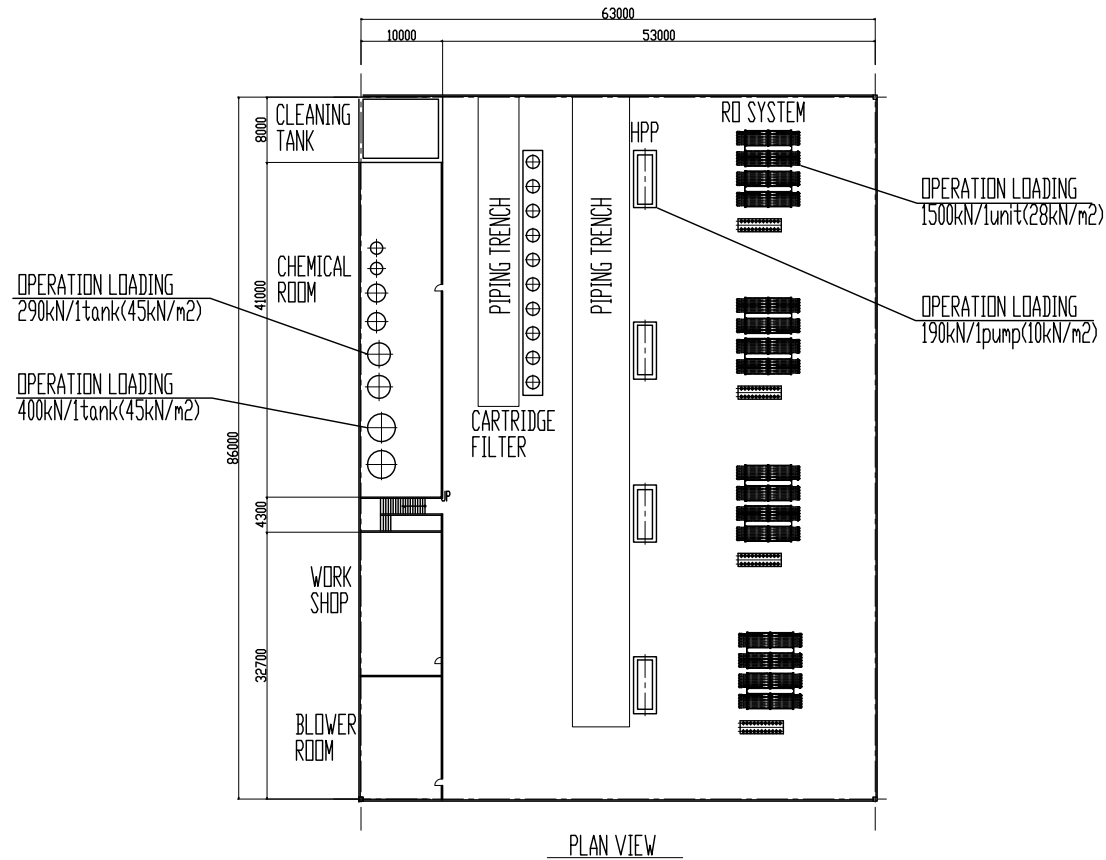 63000
10000
53000
CLEANING
TANK
8000
RO SYSTEM
HPP
OPERATION LOADING
1500kN/1unit(28kN/m2)
PIPING TRENCH
PIPING TRENCH
CHEMICAL
ROOM
41000
OPERATION LOADING
290kN/1tank(45kN/m2)
OPERATION LOADING
190kN/1pump(10kN/m2)
OPERATION LOADING
400kN/1tank(45kN/m2)
CARTRIDGE
FILTER
86000
UP
4300
WORK
SHOP
32700
BLOWER
ROOM
PLAN VIEW